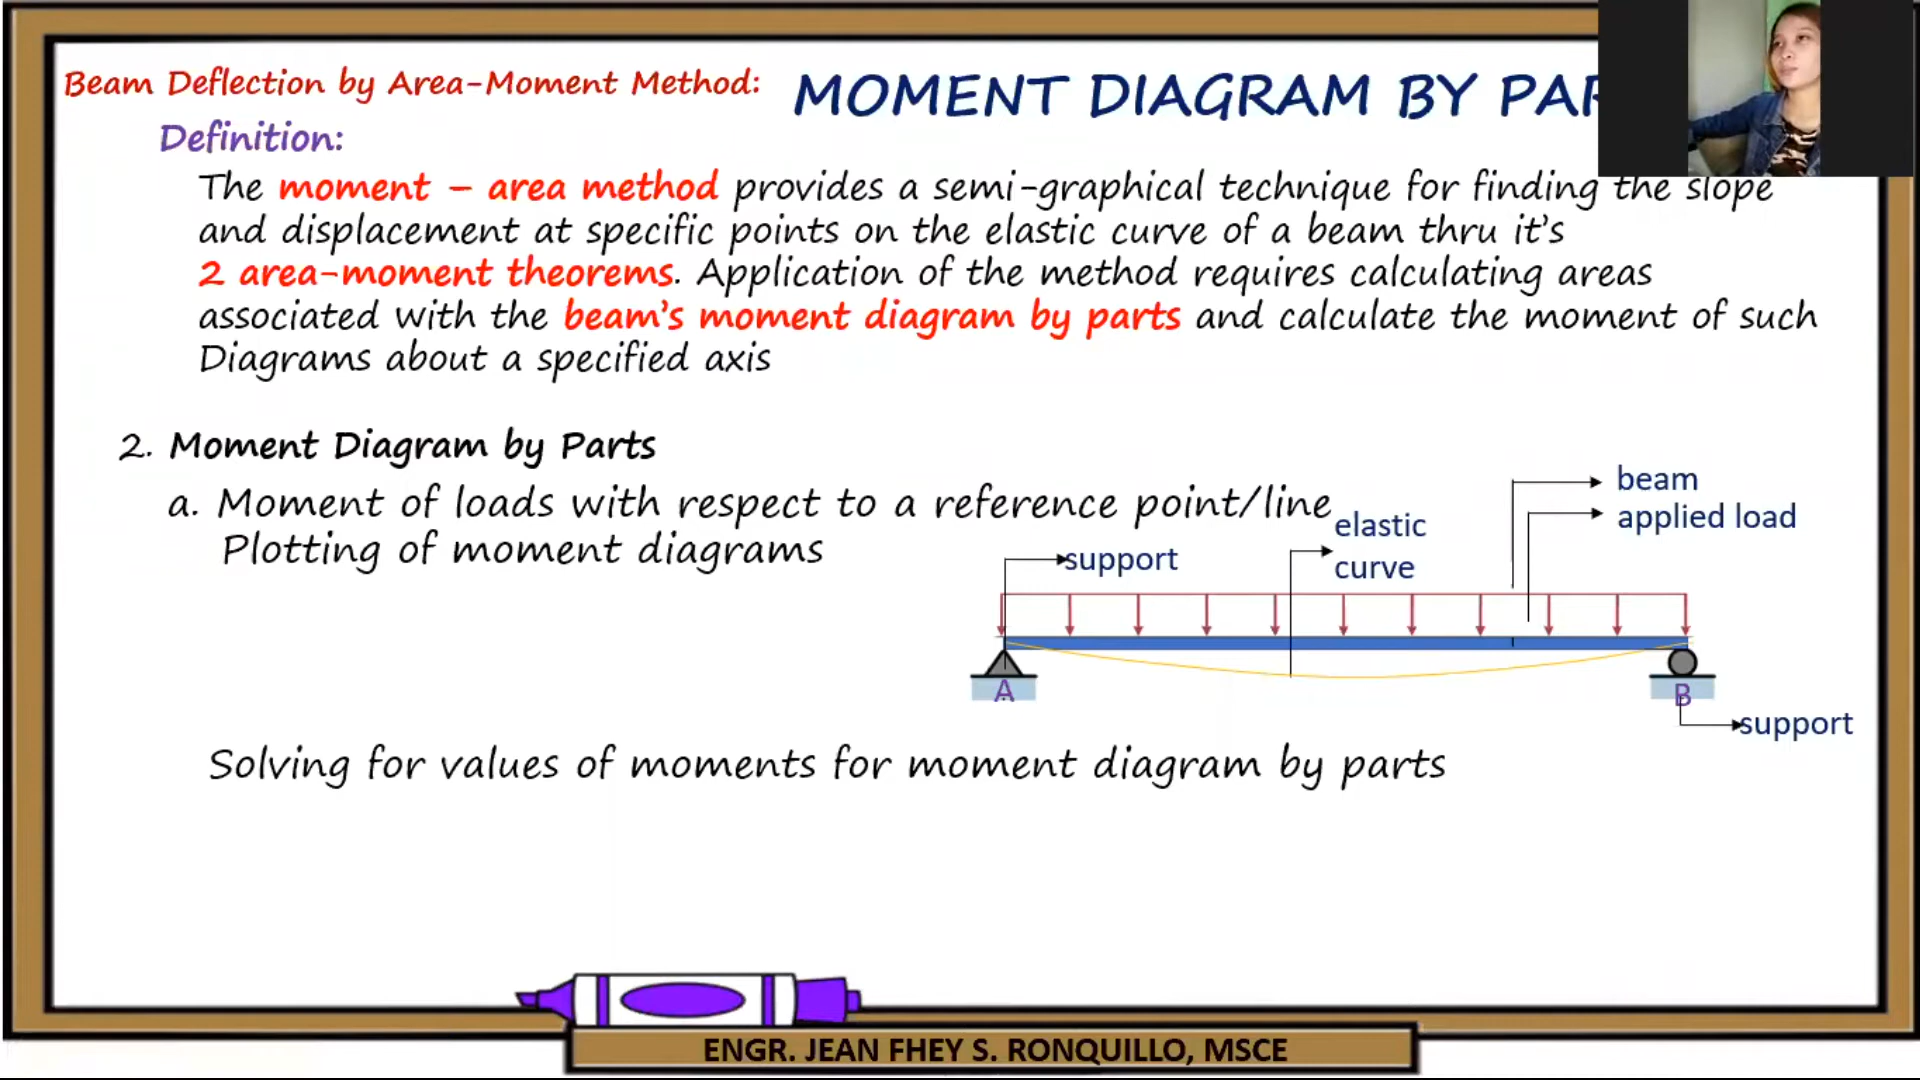 Beam Deflection by Area-Moment Method:
MOMENT DIAGRAM BY
Definition:
The moment – area method provides a semi-graphical technique for finding the slope
and displacement at specific points on the elastic curve of a beam thru it's
2 area-moment theorems. Application of the method requires calculating areas
associated with the beam's moment diagram by parts and calculate the moment of such
Diagrams about a specified axis
2. Moment Diagram by Parts
a. Moment of loads with respect to a reference point/line
Plotting of moment diagrams
beam
applied load
elastic
curve
support
A
B
support
Solving for values of moments for moment diagram by parts
ENGR. JEAN FHEY S. RONQUILLO, MSCE